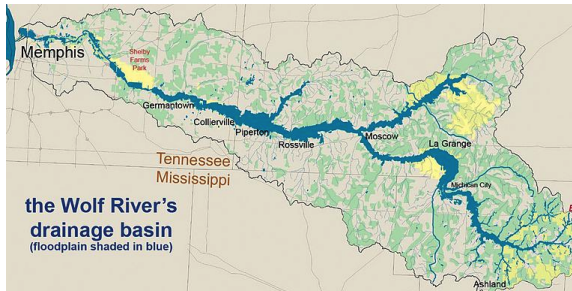 Memphis
Shelby
Farms
Park
Germantown
Collierville
Piperton
Rossville
Moscow
La Grange
Michigan City
Ashland
Tennessee
Mississippi
the Wolf River's
drainage basin
(floodplain shaded in blue)